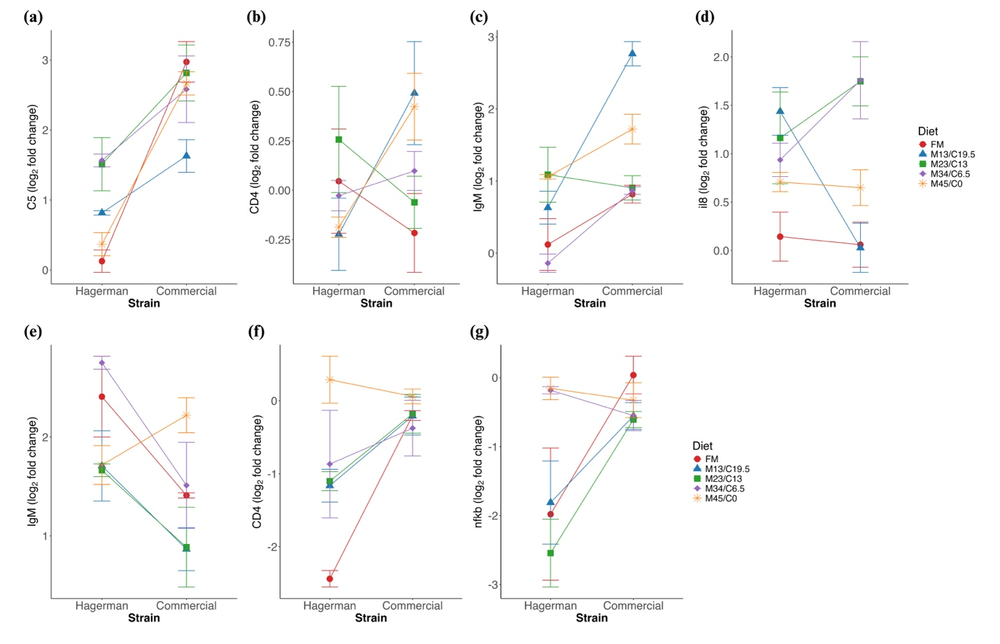 (a)
3
2
1
0
C5 (log2 fold change)
Hagerman Commercial
Strain
(b)
0.75
0.50
0.25
0.00
-0.25
CD4 (log2 fold change)
Hagerman Commercial
Strain
(c)
3
2
1
0
IgM (log2 fold change)
Hagerman Commercial
Strain
(d)
2.0
1.5
1.0
0.5
0.0
il8 (log2 fold change)
Hagerman Commercial
Strain
Diet
FM
M13/C19.5
M23/C13
M34/C6.5
M45/C0
(e)
2
1
IgM (log2 fold change)
Hagerman Commercial
Strain
(f)
0
-1
-2
CD4 (log2 fold change)
Hagerman Commercial
Strain
(g)
0
-1
-2
-3
nfkb (log2 fold change)
Hagerman Commercial
Strain
Diet
FM
M13/C19.5
M23/C13
M34/C6.5
M45/C0